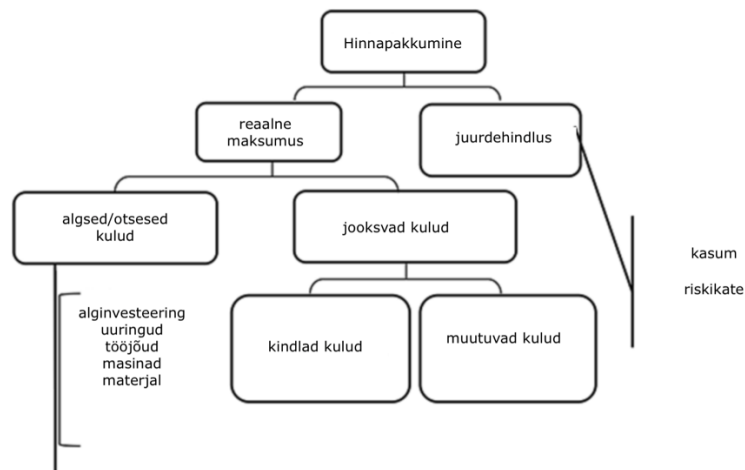 Hinnapakkumine
reaalne
maksumus
juurdehindlus
algsed/otsesed
kulud
jooksvad kulud
kasum
riskikate
alginvesteering
uuringud
tööjõud
masinad
materjal
kindlad kulud
muutuvad kulud